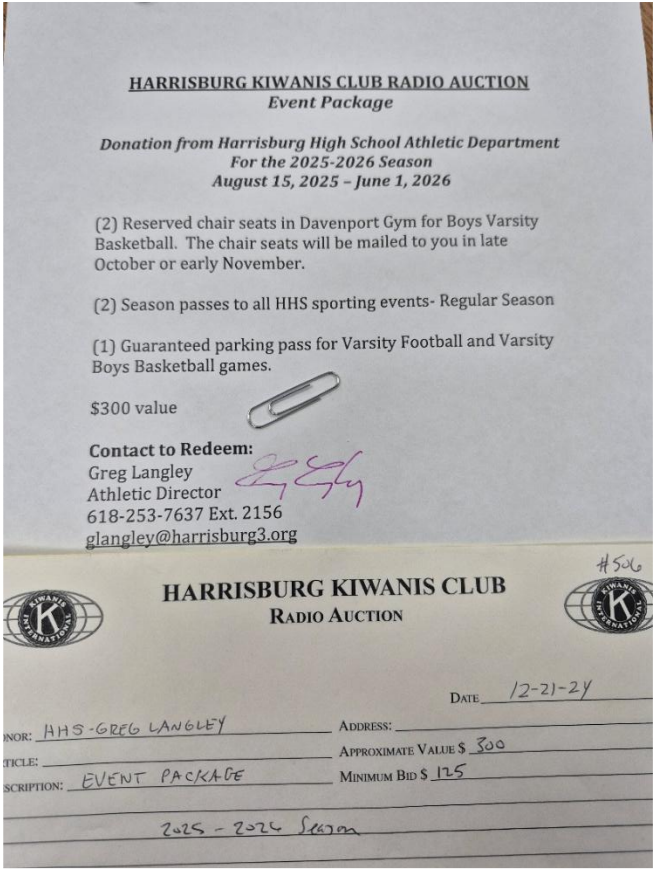 HARRISBURG KIWANIS CLUB RADIO AUCTION
Event Package
Donation from Harrisburg High School Athletic Department
For the 2025-2026 Season
August 15, 2025 – June 1, 2026
(2) Reserved chair seats in Davenport Gym for Boys Varsity
Basketball. The chair seats will be mailed to you in late
October or early November.
(2) Season passes to all HHS sporting events- Regular Season
(1) Guaranteed parking pass for Varsity Football and Varsity
Boys Basketball games.
$300 value
Contact to Redeem:
Greg Langley
Athletic Director
618-253-7637 Ext. 2156
glangley@harrisburg3.org
#506
HARRISBURG KIWANIS CLUB
RADIO AUCTION
KIWANIS
K
INTERNATIONAL
KIWANIS
K
INTERNATIONAL
DATE 12-21-24
NOR: HHS-GREG LANGLEY ADDRESS:
TICLE: APPROXIMATE VALUE $ 300
SCRIPTION: EVENT PACKAGE MINIMUM BID $ 125
2025 - 2026 Season